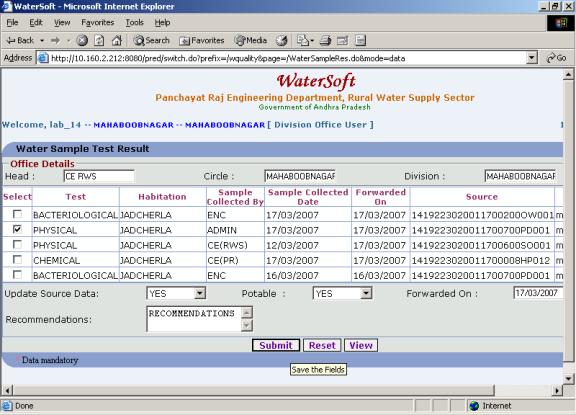 WaterSoft - Microsoft Internet Explorer
File Edit View Favorites Tools Help
Back Search Favorites Media
Address http://10.160.2.212:8080/pred/switch.do?prefix=/wquality&page=/WaterSampleRes.do&mode=data Go
WaterSoft
Panchayat Raj Engineering Department, Rural Water Supply Sector
Government of Andhra Pradesh
Welcome, lab_14 -- MAHABOOBNAGAR -- MAHABOOBNAGAR [ Division Office User ]
Water Sample Test Result
Office Details
Head : CE RWS Circle : MAHABOOBNAGAR Division : MAHABOOBNAGAR
Select Test Habitation Sample Collected By Sample Collected Date Forwarded On Source
BACTERIOLOGICAL JADCHERLA ENC 17/03/2007 17/03/2007 1419223020011700200OW001 m
PHYSICAL JADCHERLA ADMIN 17/03/2007 17/03/2007 1419223020011700700PD001 m
PHYSICAL JADCHERLA CE(RWS) 12/03/2007 17/03/2007 1419223020011700600SO001 m
CHEMICAL JADCHERLA CE(PR) 17/03/2007 17/03/2007 1419223020011700008HP012 m
BACTERIOLOGICAL JADCHERLA ENC 16/03/2007 16/03/2007 1419223020011700700PD001 m
Update Source Data: YES Potable : YES Forwarded On : 17/03/2007
Recommendations: RECOMMENDATIONS
Submit Reset View
Save the Fields
* Data mandatory
Done Internet